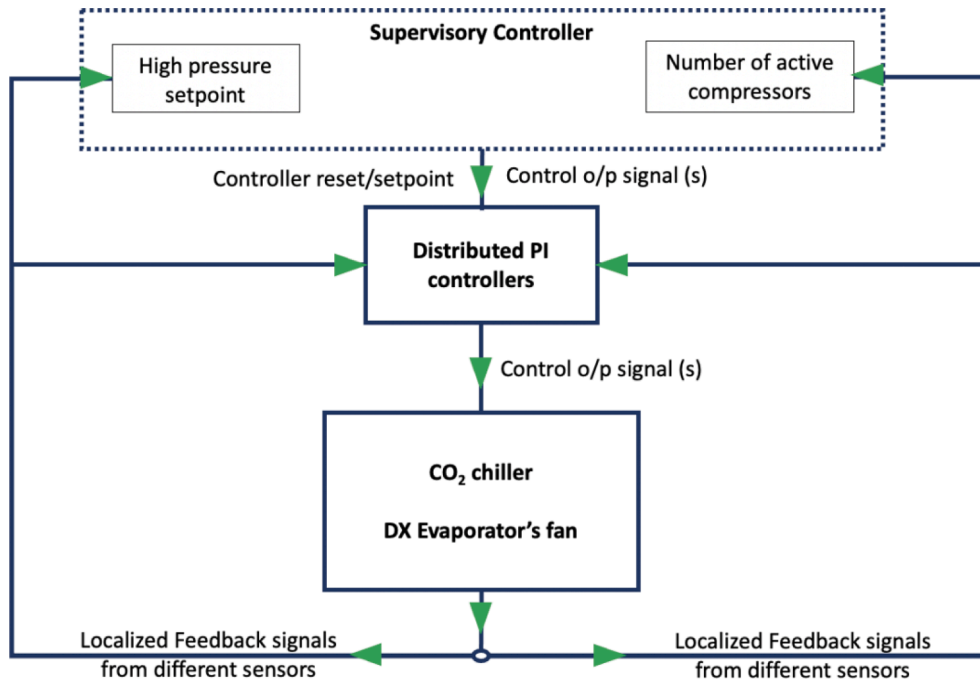 Supervisory Controller
High pressure
setpoint
Number of active
compressors
Controller reset/setpoint
Control o/p signal (s)
Distributed PI
controllers
Control o/p signal (s)
CO₂ chiller
DX Evaporator’s fan
Localized Feedback signals
from different sensors
Localized Feedback signals
from different sensors